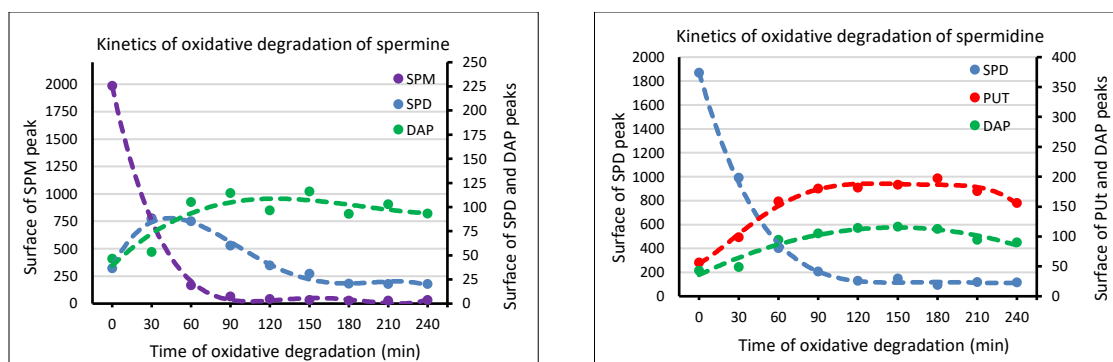 Kinetics of oxidative degradation of spermine
Surface of SPM peak
2000
1750
1500
1250
1000
750
500
250
0
SPM
SPD
DAP
250
225
200
175
150
125
100
75
50
25
0
Surface of SPD and DAP peaks
0 30 60 90 120 150 180 210 240
Time of oxidative degradation (min)
Kinetics of oxidative degradation of spermidine
Surface of SPD peak
2000
1800
1600
1400
1200
1000
800
600
400
200
0
SPD
PUT
DAP
400
350
300
250
200
150
100
50
0
Surface of PUt and DAP peaks
0 30 60 90 120 150 180 210 240
Time of oxidative degradation (min)